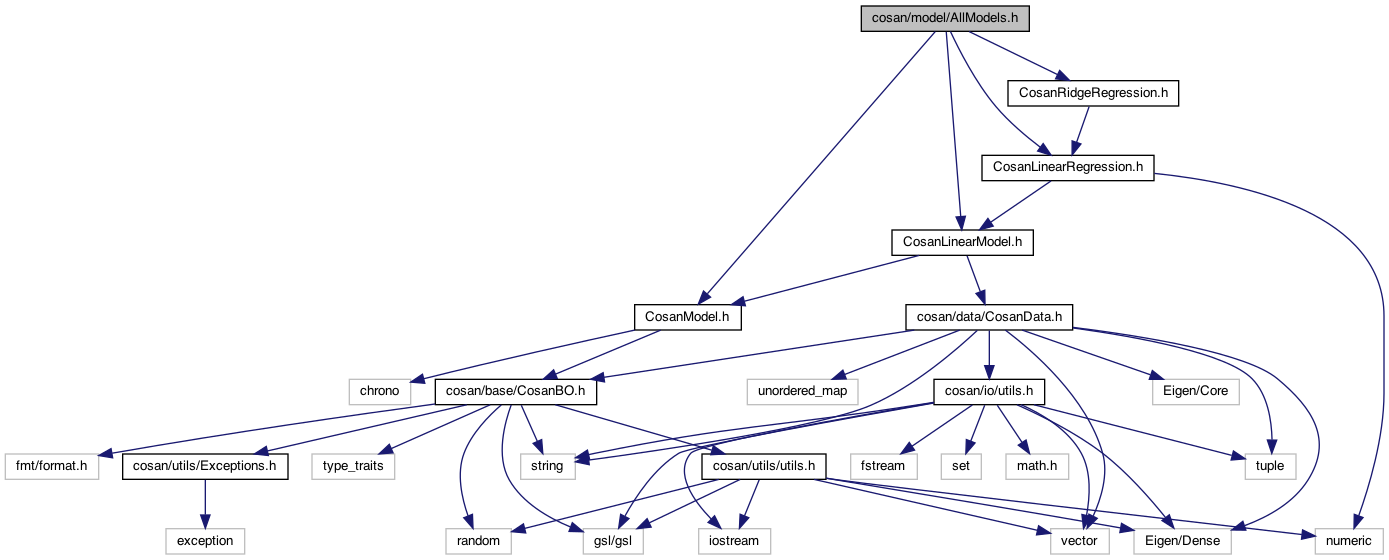 cosan/model/AllModels.h
CosanRidgeRegression.h
CosanLinearRegression.h
CosanLinearModel.h
CosanModel.h
cosan/data/CosanData.h
chrono
cosan/base/CosanBO.h
unordered_map
cosan/io/utils.h
Eigen/Core
fmt/format.h
cosan/utils/Exceptions.h
type_traits
string
cosan/utils/utils.h
fstream
set
math.h
tuple
exception
random
gsl/gsl
iostream
vector
Eigen/Dense
numeric